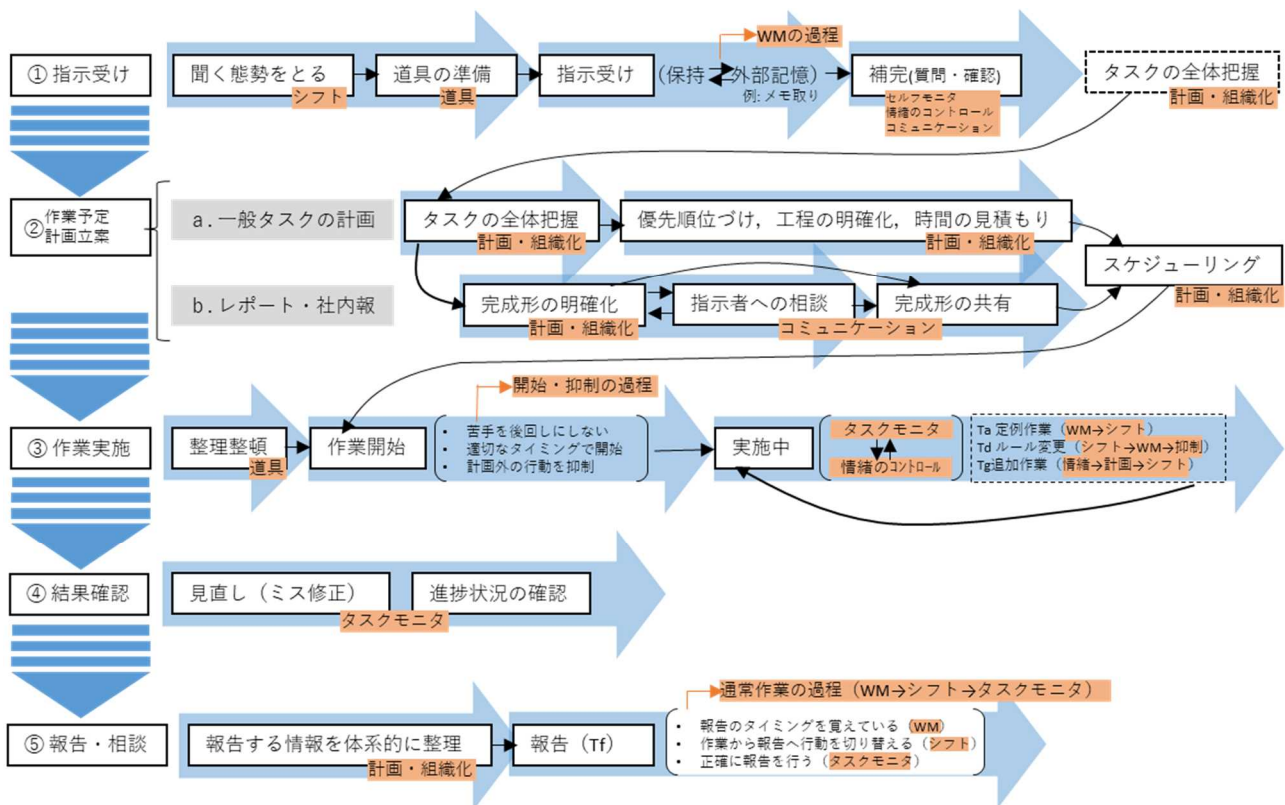 WMの過程
① 指示受け
聞く態勢をとる
シフト
道具の準備
道具
指示受け
(保持
外部記憶)
例: メモ取り
補完(質問・確認)
セルフモニタ
情緒のコントロール
コミュニケーション
タスクの全体把握
計画・組織化
② 作業予定
計画立案
a. 一般タスクの計画
タスクの全体把握
計画・組織化
優先順位づけ，工程の明確化，時間の見積もり
計画・組織化
スケジューリング
計画・組織化
b. レポート・社内報
完成形の明確化
計画・組織化
指示者への相談
コミュニケーション
完成形の共有
開始・抑制の過程
③ 作業実施
整理整頓
道具
作業開始
• 苦手を後回しにしない
• 適切なタイミングで開始
• 計画外の行動を抑制
実施中
タスクモニタ
情緒のコントロール
Ta 定例作業（WM→シフト）
Td ルール変更（シフト→WM→抑制）
Tg追加作業（情緒→計画→シフト）
④ 結果確認
見直し（ミス修正）
進捗状況の確認
タスクモニタ
通常作業の過程（WM→シフト→タスクモニタ）
⑤ 報告・相談
報告する情報を体系的に整理
計画・組織化
報告（Tf）
• 報告のタイミングを覚えている（WM）
• 作業から報告へ行動を切り替える（シフト）
• 正確に報告を行う（タスクモニタ）